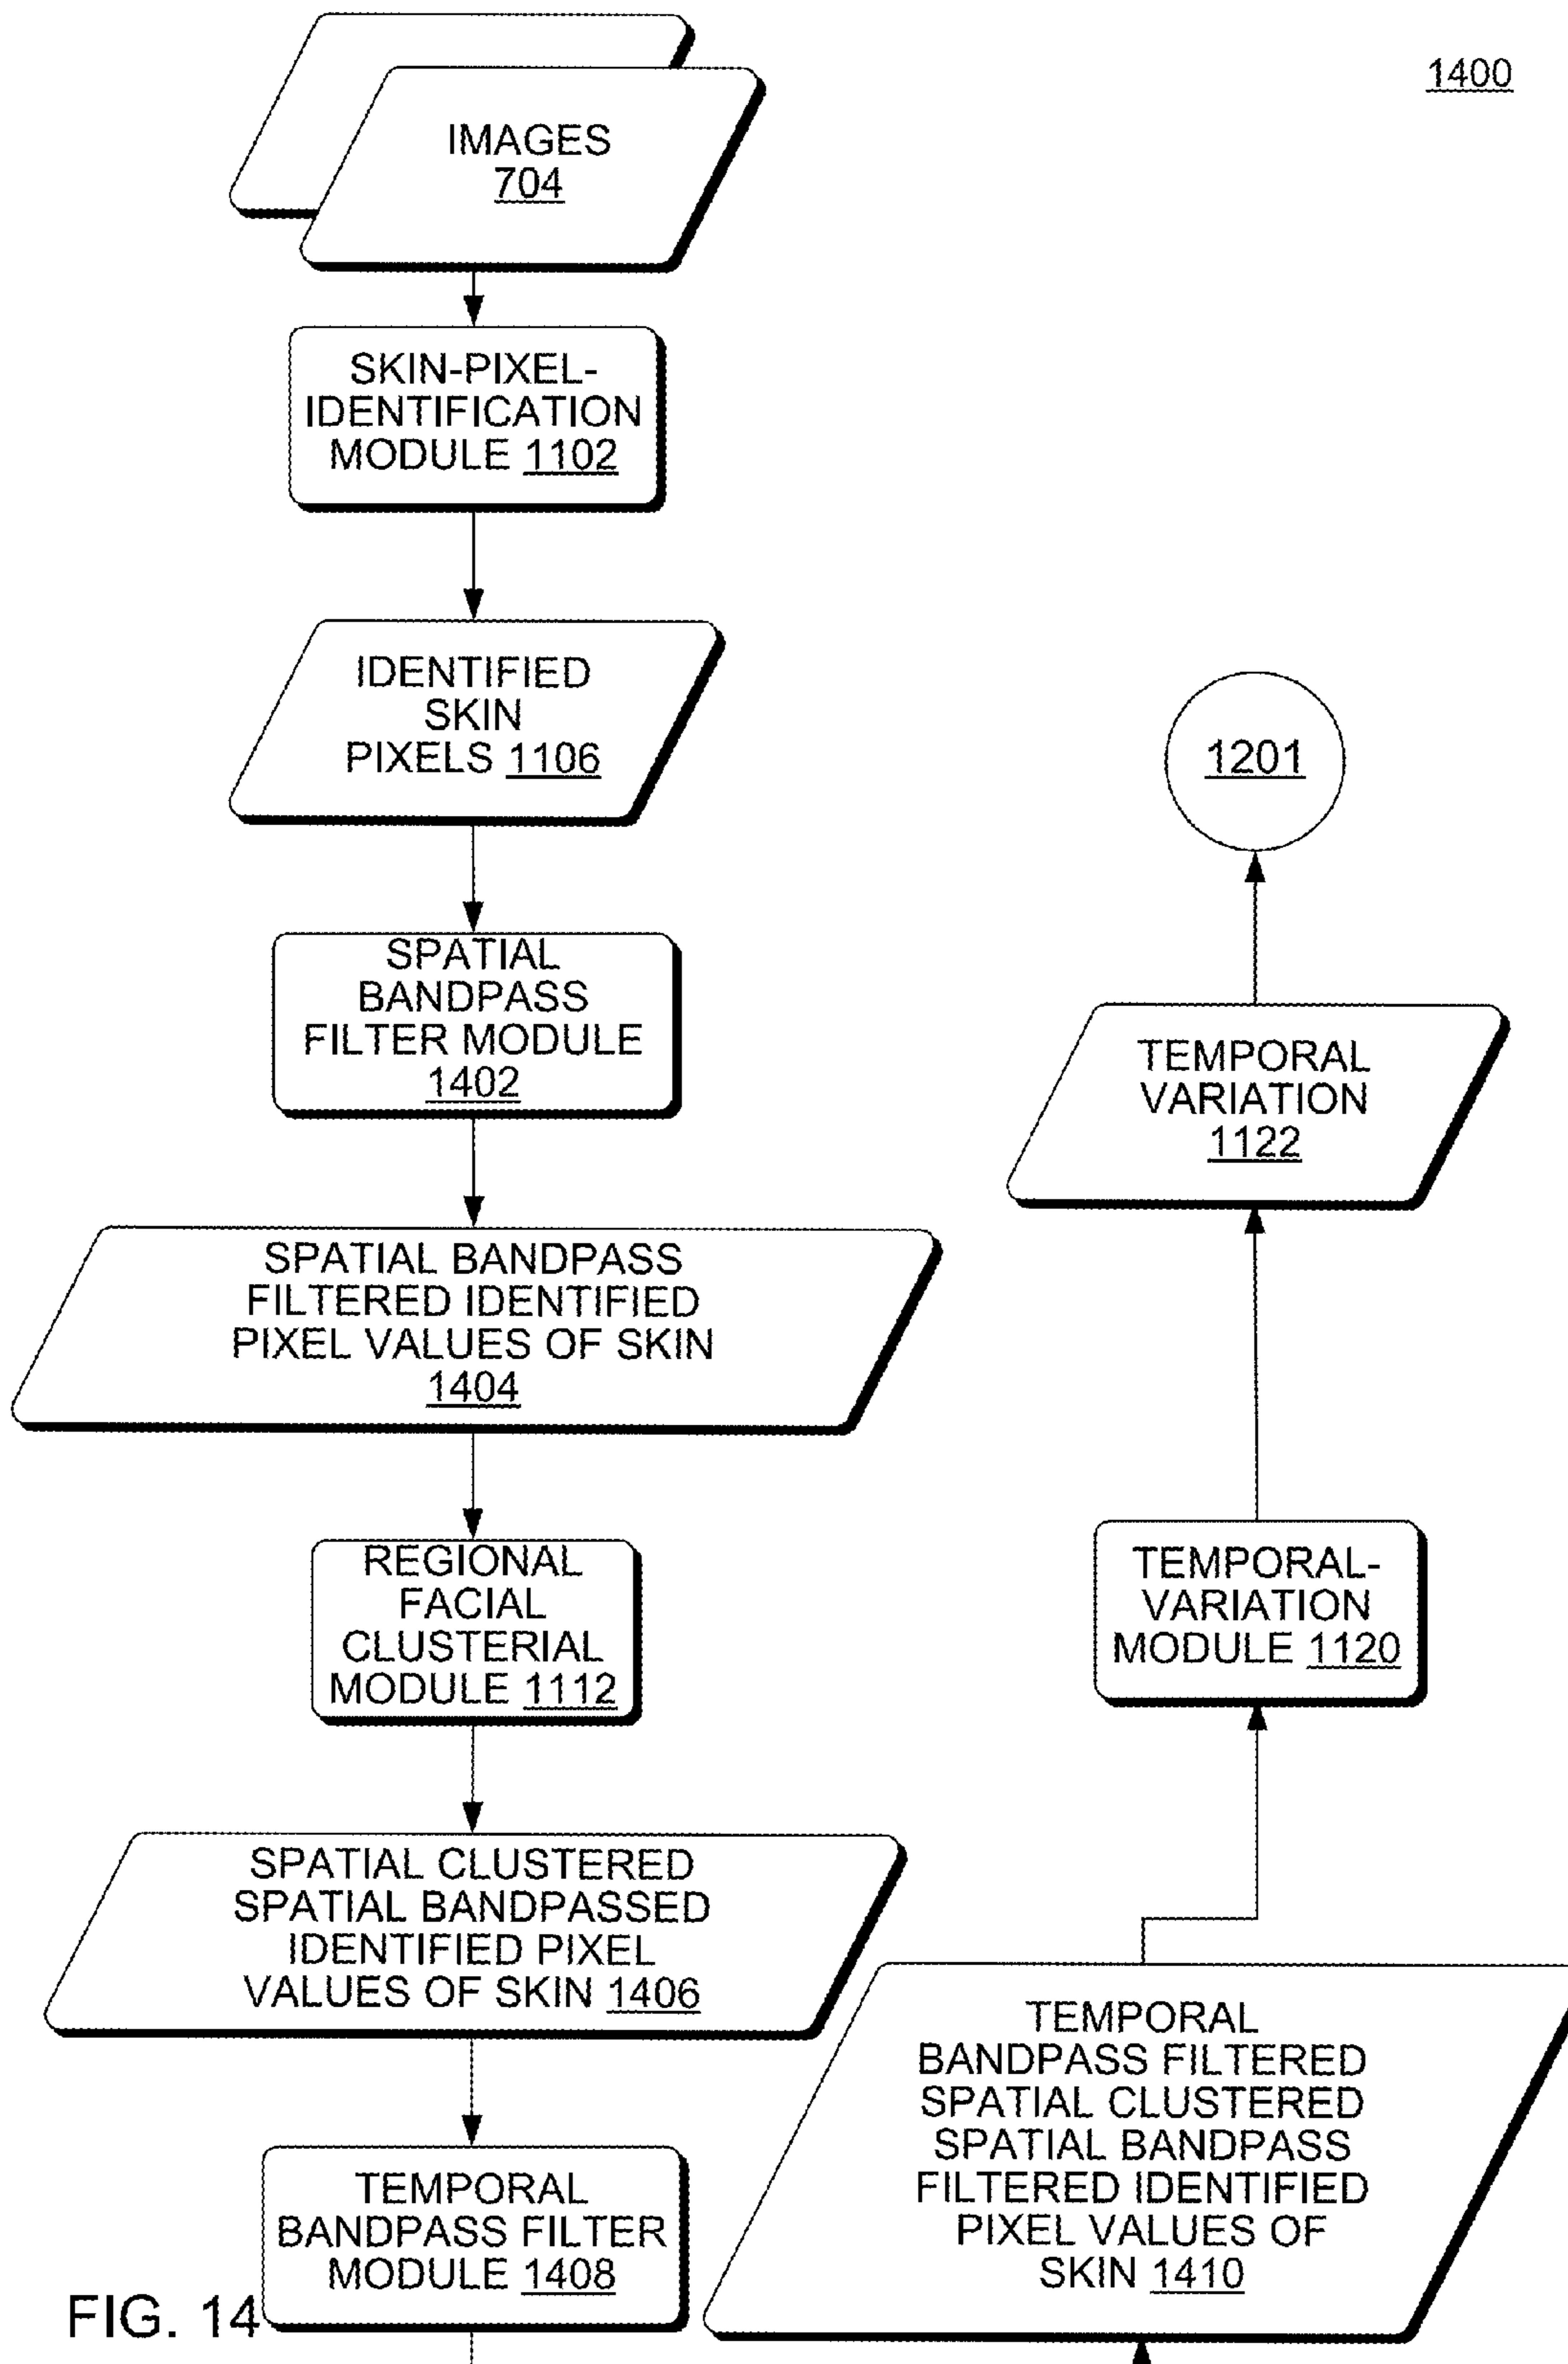 1400
IMAGES
704
SKIN-PIXEL-
IDENTIFICATION
MODULE 1102
IDENTIFIED
SKIN
PIXELS 1106
SPATIAL
BANDPASS
FILTER MODULE
1402
SPATIAL BANDPASS
FILTERED IDENTIFIED
PIXEL VALUES OF SKIN
1404
REGIONAL
FACIAL
CLUSTERIAL
MODULE 1112
SPATIAL CLUSTERED
SPATIAL BANDPASSED
IDENTIFIED PIXEL
VALUES OF SKIN 1406
TEMPORAL
BANDPASS FILTER
MODULE 1408
TEMPORAL
BANDPASS FILTERED
SPATIAL CLUSTERED
SPATIAL BANDPASS
FILTERED IDENTIFIED
PIXEL VALUES OF
SKIN 1410
TEMPORAL-
VARIATION
MODULE 1120
TEMPORAL
VARIATION
1122
1201
FIG. 14